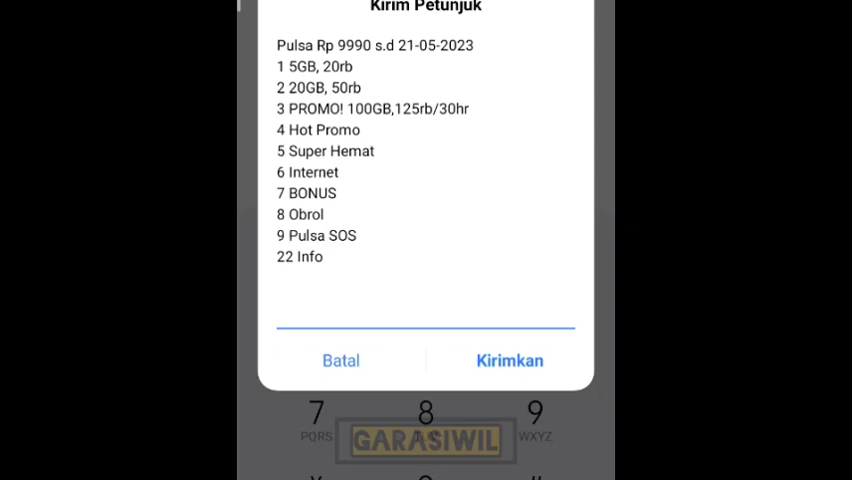 Kirim Petunjuk
Pulsa Rp 9990 s.d 21-05-2023
1 5GB, 20rb
2 20GB, 50rb
3 PROMO! 100GB,125rb/30hr
4 Hot Promo
5 Super Hemat
6 Internet
7 BONUS
8 Obrol
9 Pulsa SOS
22 Info
Batal Kirimkan
7 8 9
PQRS WXYZ
GARASIWIL